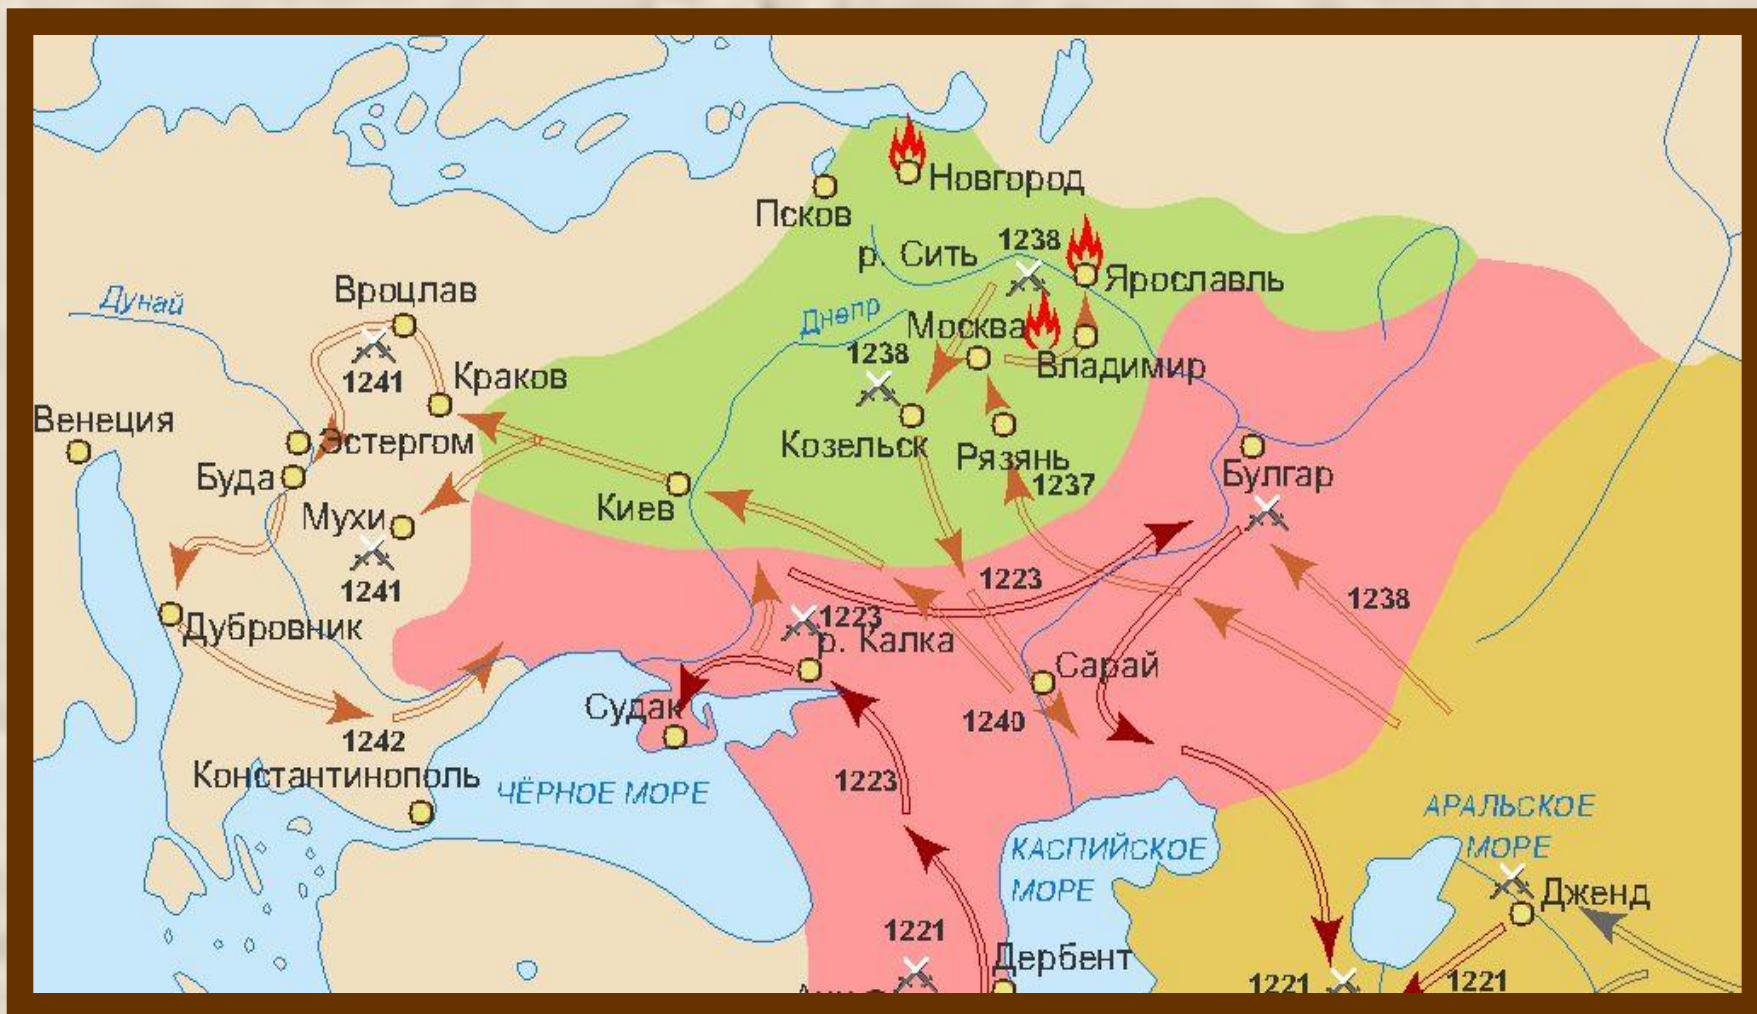 Новгород
Псков
р. Сить
1238
Ярославль
Вроцлав
Дунай
Днепр
Москва
1238
Владимир
1241
Краков
Венеция
Эстергом
Козельск
Рязань
Буда
Булгар
1237
Киев
Мухи
1223
1241
1238
1223
Дубровник
р. Калка
Сарай
Судак
1240
1242
Константинополь
ЧЁРНОЕ МОРЕ
1223
АРАЛЬСКОЕ
МОРЕ
КАСПИЙСКОЕ
МОРЕ
Дженд
1221
Дербент
1221
1221